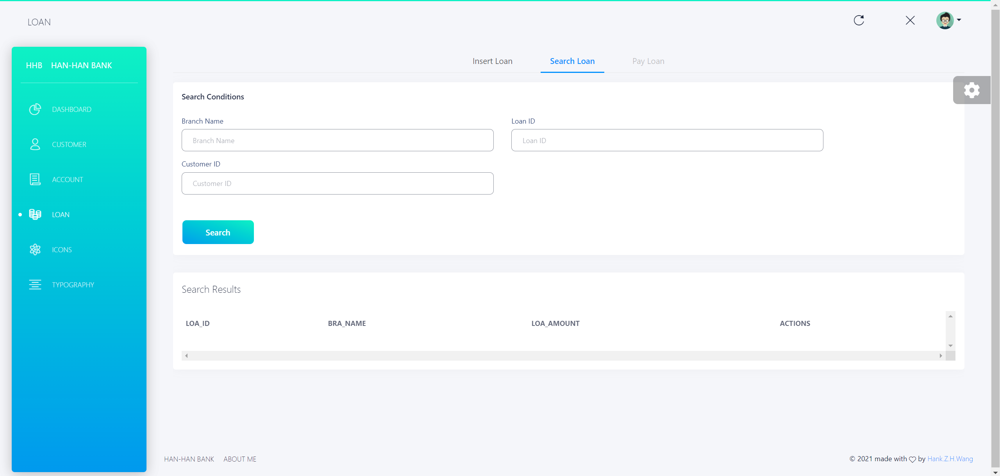 LOAN
HHB HAN-HAN BANK
DASHBOARD
CUSTOMER
ACCOUNT
LOAN
ICONS
TYPOGRAPHY
Insert Loan Search Loan Pay Loan
Search Conditions
Branch Name Loan ID
Branch Name Loan ID
Customer ID
Customer ID
Search
Search Results
LOA_ID BRA_NAME LOA_AMOUNT ACTIONS
HAN-HAN BANK ABOUT ME
© 2021 made with ♡ by Hank.Z.H.Wang